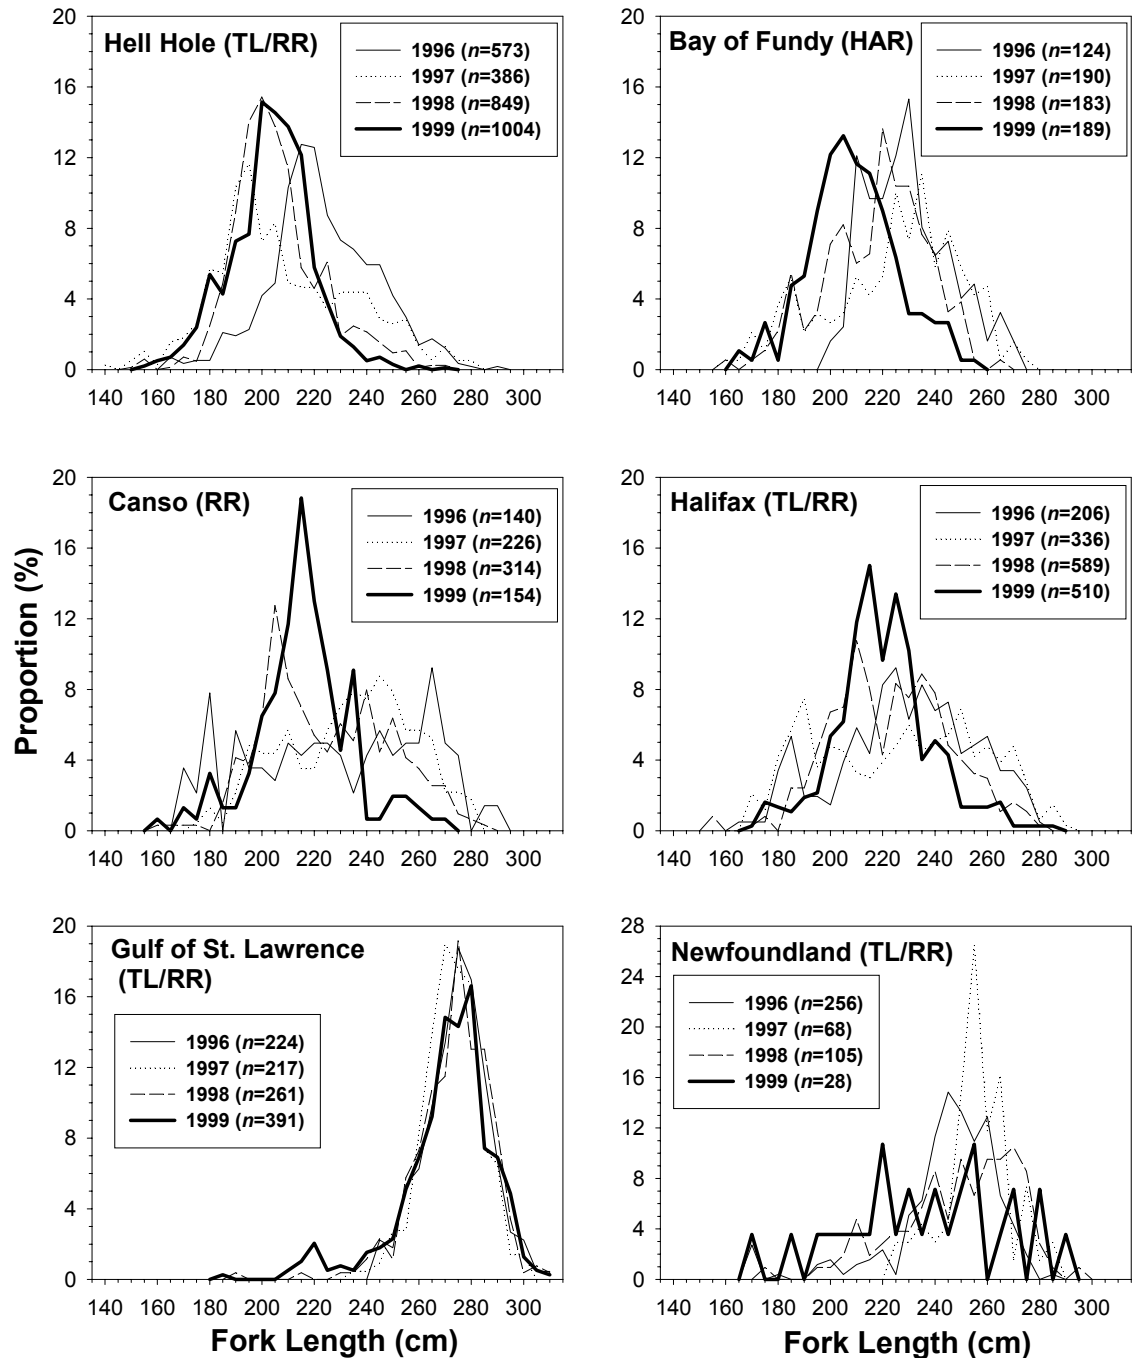 Proportion (%)
Hell Hole (TL/RR)
1996 (n=573)
1997 (n=386)
1998 (n=849)
1999 (n=1004)
20
16
12
8
4
0
140 160 180 200 220 240 260 280 300
Bay of Fundy (HAR)
1996 (n=124)
1997 (n=190)
1998 (n=183)
1999 (n=189)
20
16
12
8
4
0
140 160 180 200 220 240 260 280 300
Canso (RR)
1996 (n=140)
1997 (n=226)
1998 (n=314)
1999 (n=154)
20
16
12
8
4
0
140 160 180 200 220 240 260 280 300
Halifax (TL/RR)
1996 (n=206)
1997 (n=336)
1998 (n=589)
1999 (n=510)
20
16
12
8
4
0
140 160 180 200 220 240 260 280 300
Gulf of St. Lawrence
(TL/RR)
1996 (n=224)
1997 (n=217)
1998 (n=261)
1999 (n=391)
20
16
12
8
4
0
140 160 180 200 220 240 260 280 300
Fork Length (cm)
Newfoundland (TL/RR)
1996 (n=256)
1997 (n=68)
1998 (n=105)
1999 (n=28)
28
24
20
16
12
8
4
0
140 160 180 200 220 240 260 280 300
Fork Length (cm)